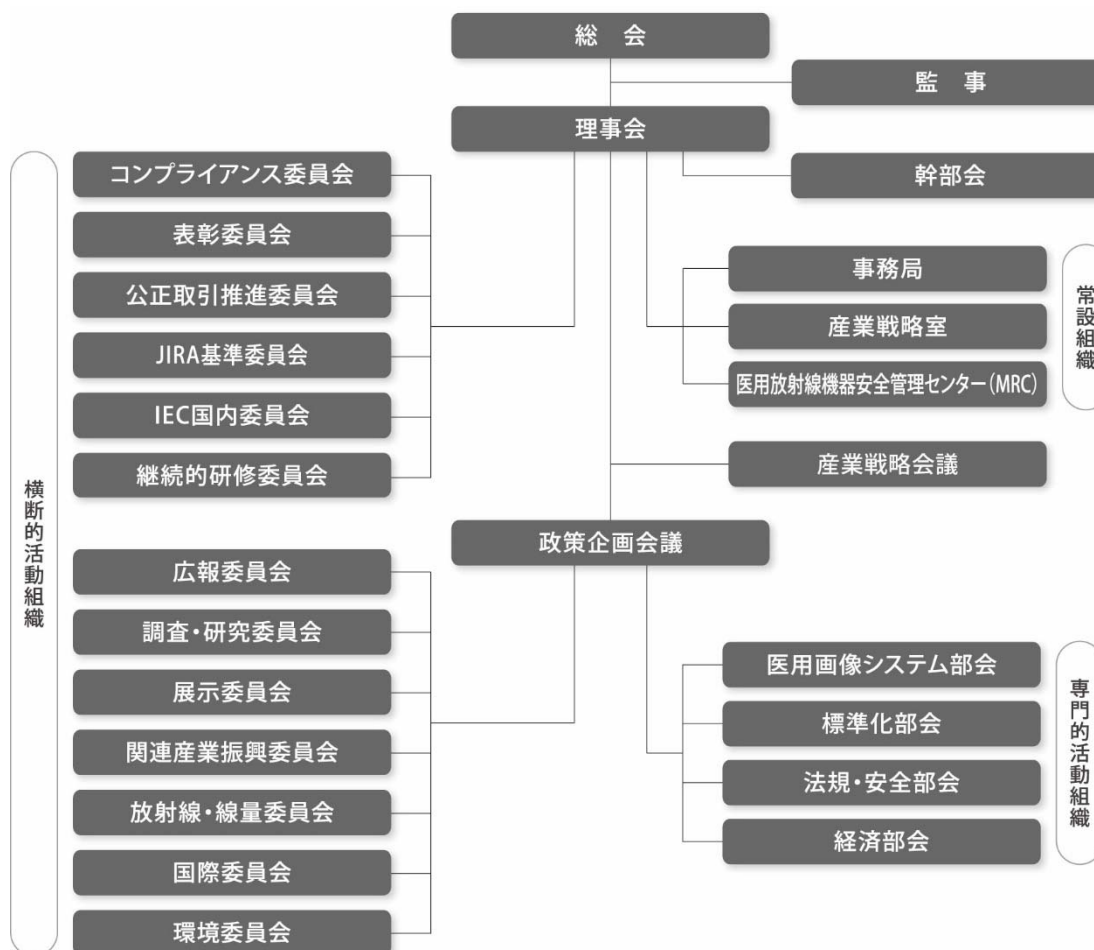 総　会
監　事
理事会
幹部会
横断的活動組織
コンプライアンス委員会
表彰委員会
公正取引推進委員会
JIRA基準委員会
IEC国内委員会
継続的研修委員会
事務局
産業戦略室
医用放射線機器安全管理センター(MRC)
常設組織
産業戦略会議
政策企画会議
広報委員会
調査・研究委員会
展示委員会
関連産業振興委員会
放射線・線量委員会
国際委員会
環境委員会
医用画像システム部会
標準化部会
法規・安全部会
経済部会
専門的活動組織